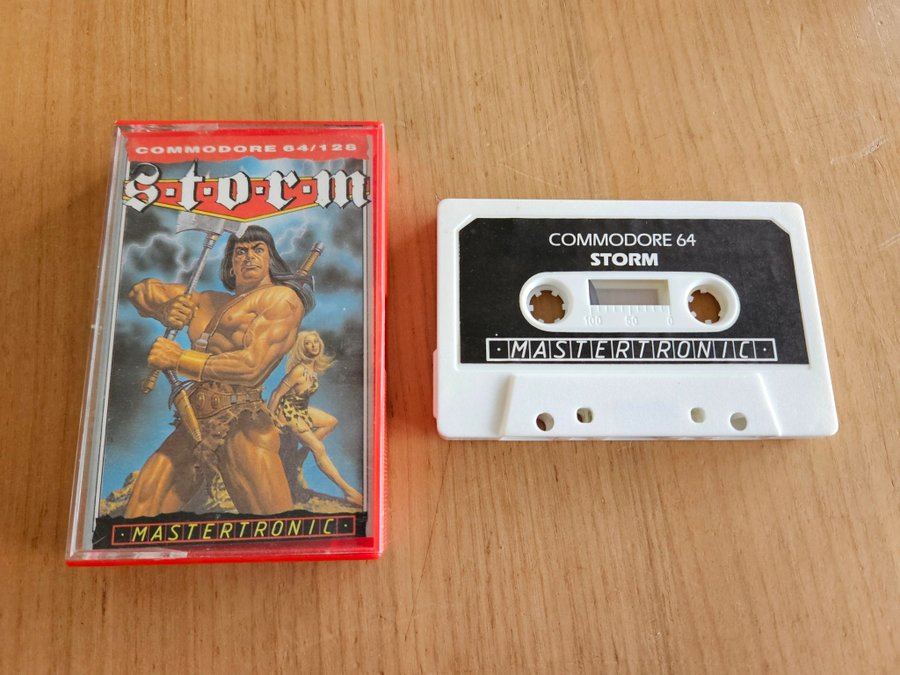 COMMODORE 64/128
s·t·o·r·m
·MASTERTRONIC·
COMMODORE 64
STORM
100 50 0
·MASTERTRONIC·